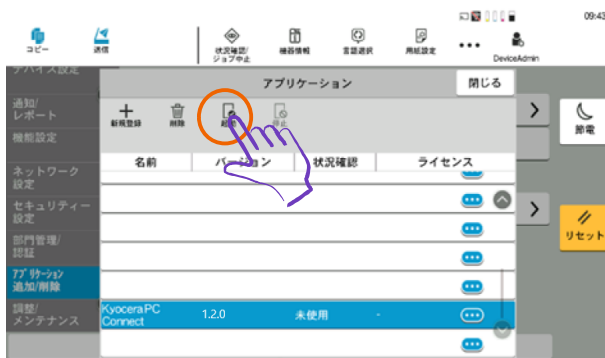 09:43
コピー
送信
状況確認/
ジョブ中止
機器情報
言語選択
用紙設定
DeviceAdmin
デバイス設定
通知/
レポート
機能設定
ネットワーク
設定
セキュリティー
設定
部門管理/
認証
アプリケーション
追加/削除
調整/
メンテナンス
アプリケーション
閉じる
新規登録
削除
起動
停止
名前
バージョン
状況確認
ライセンス
Kyocera PC
Connect
1.2.0
未使用
-
節電
リセット